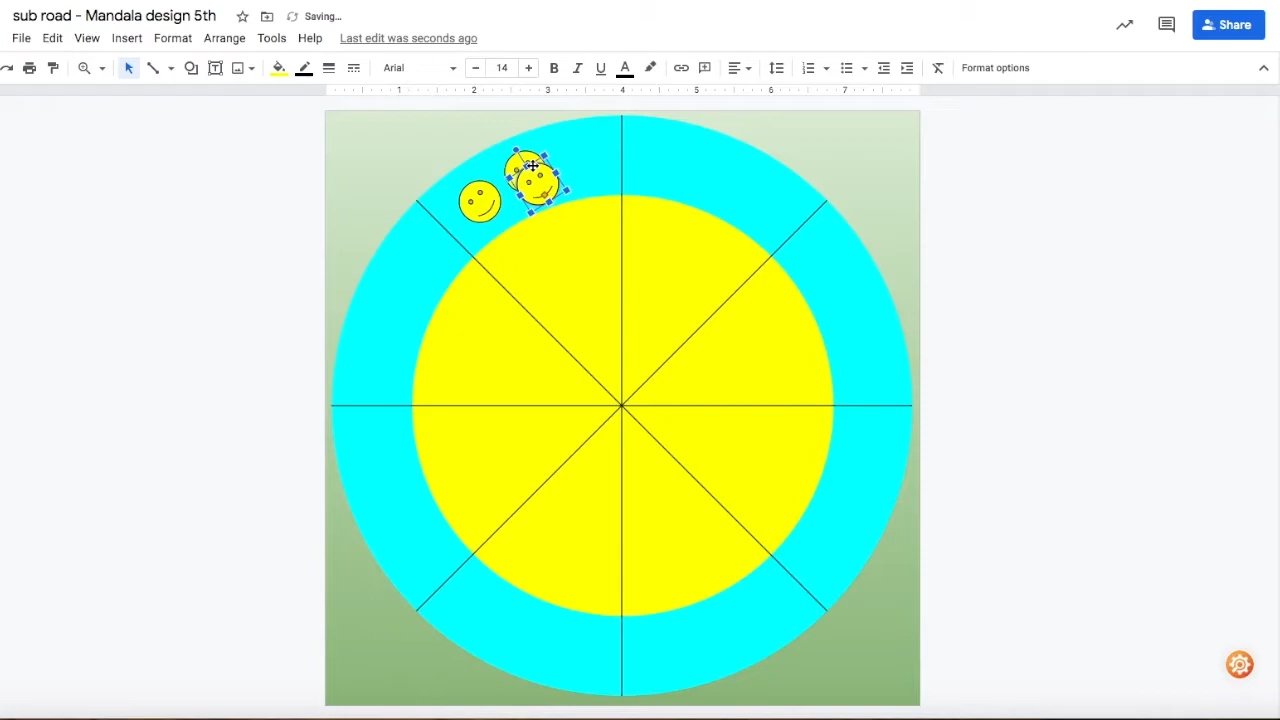 sub road - Mandala design 5th
Saving...
Share
File Edit View Insert Format Arrange Tools Help Last edit was seconds ago
Arial
14
B I U A
Format options
1 2 3 4 5 6 7